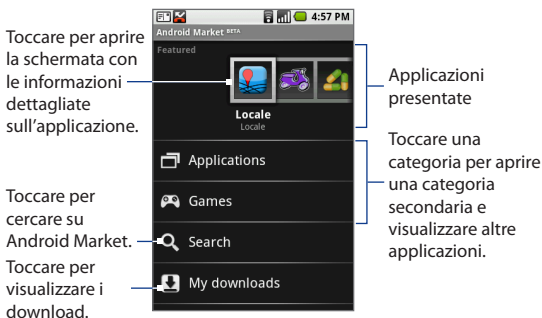 Toccare per aprire
la schermata con
le informazioni
dettagliate
sull'applicazione.
Toccare per
cercare su
Android Market.
Toccare per
visualizzare i
download.
4:57 PM
Android Market BETA
Featured
Locale
Locale
Applications
Games
Search
My downloads
Applicazioni
presentate
Toccare una
categoria per aprire
una categoria
secondaria e
visualizzare altre
applicazioni.